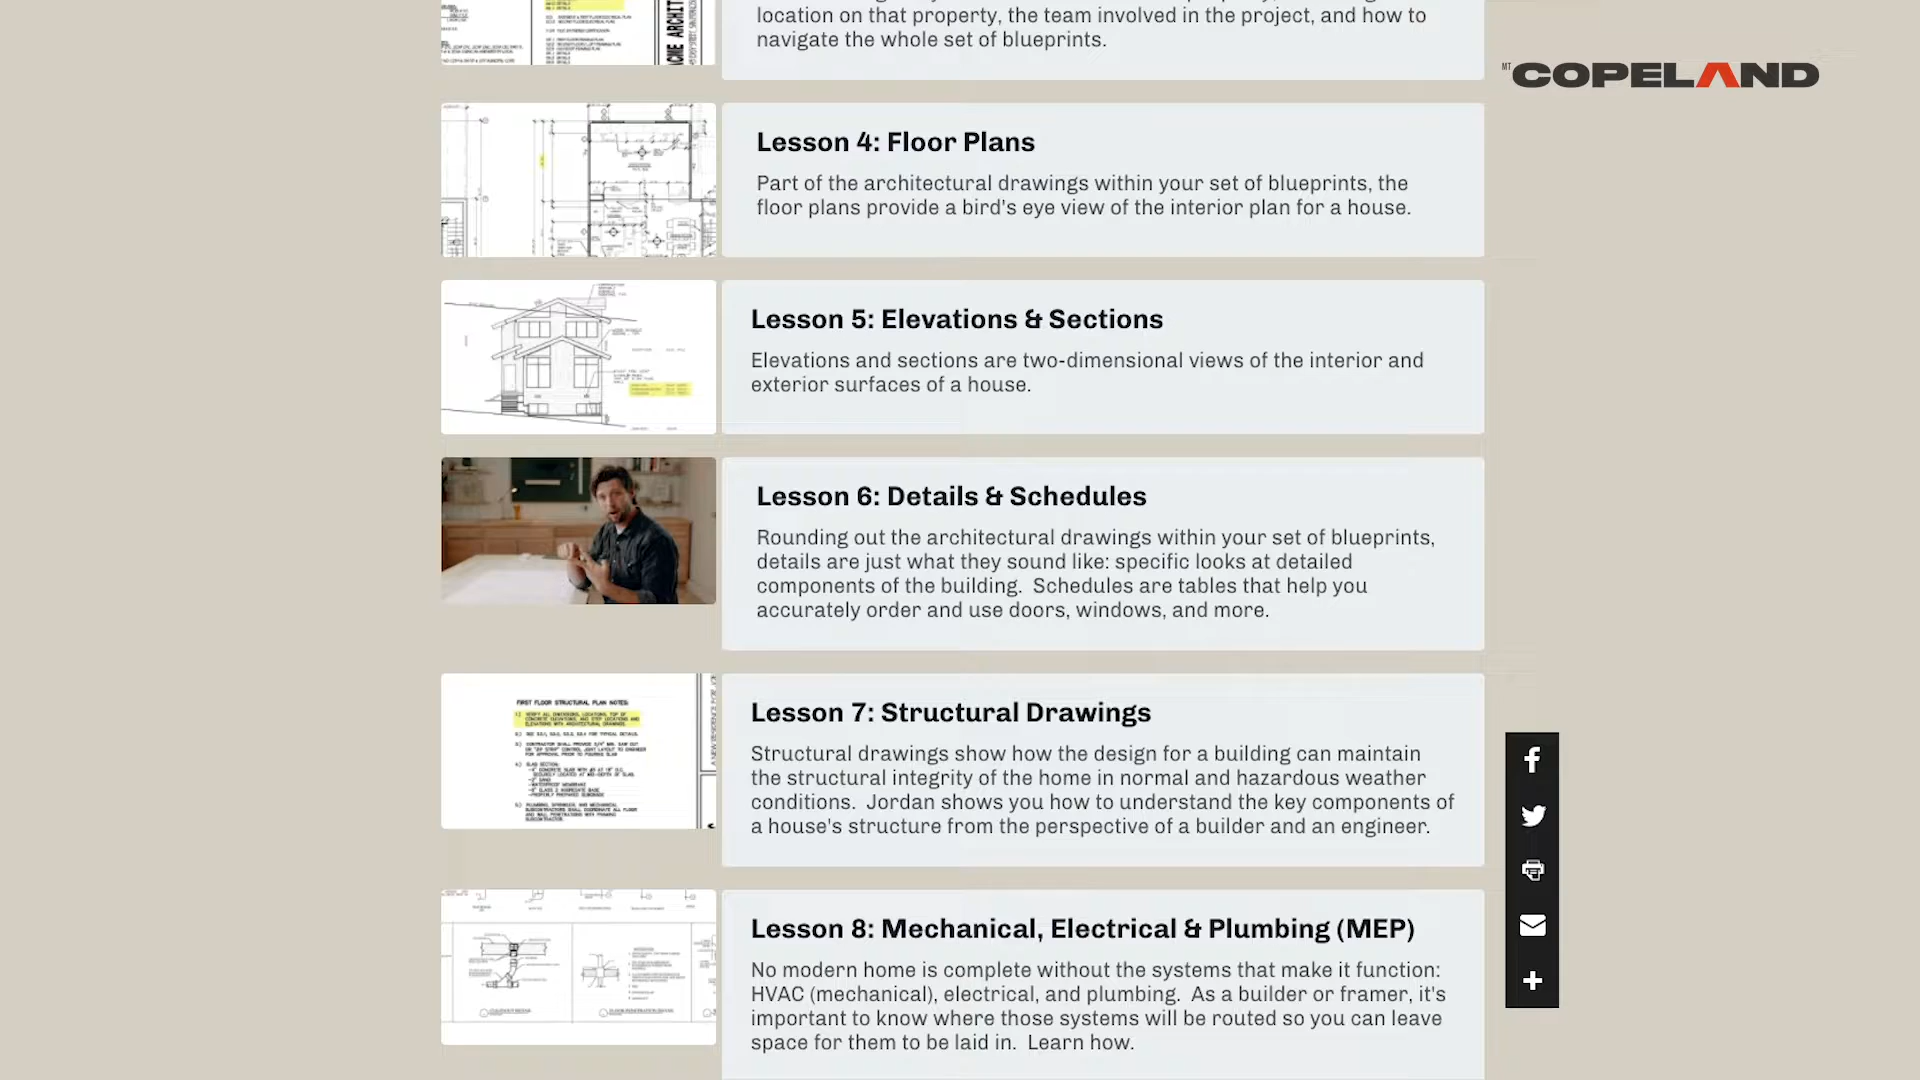 location on that property, the team involved in the project, and how to
navigate the whole set of blueprints.
MT COPELAND
Lesson 4: Floor Plans
Part of the architectural drawings within your set of blueprints, the
floor plans provide a bird's eye view of the interior plan for a house.
Lesson 5: Elevations & Sections
Elevations and sections are two-dimensional views of the interior and
exterior surfaces of a house.
Lesson 6: Details & Schedules
Rounding out the architectural drawings within your set of blueprints,
details are just what they sound like: specific looks at detailed
components of the building. Schedules are tables that help you
accurately order and use doors, windows, and more.
FIRST FLOOR STRUCTURAL PLAN NOTES:
Lesson 7: Structural Drawings
Structural drawings show how the design for a building can maintain
the structural integrity of the home in normal and hazardous weather
conditions. Jordan shows you how to understand the key components of
a house's structure from the perspective of a builder and an engineer.
Lesson 8: Mechanical, Electrical & Plumbing (MEP)
No modern home is complete without the systems that make it function:
HVAC (mechanical), electrical, and plumbing. As a builder or framer, it's
important to know where those systems will be routed so you can leave
space for them to be laid in. Learn how.